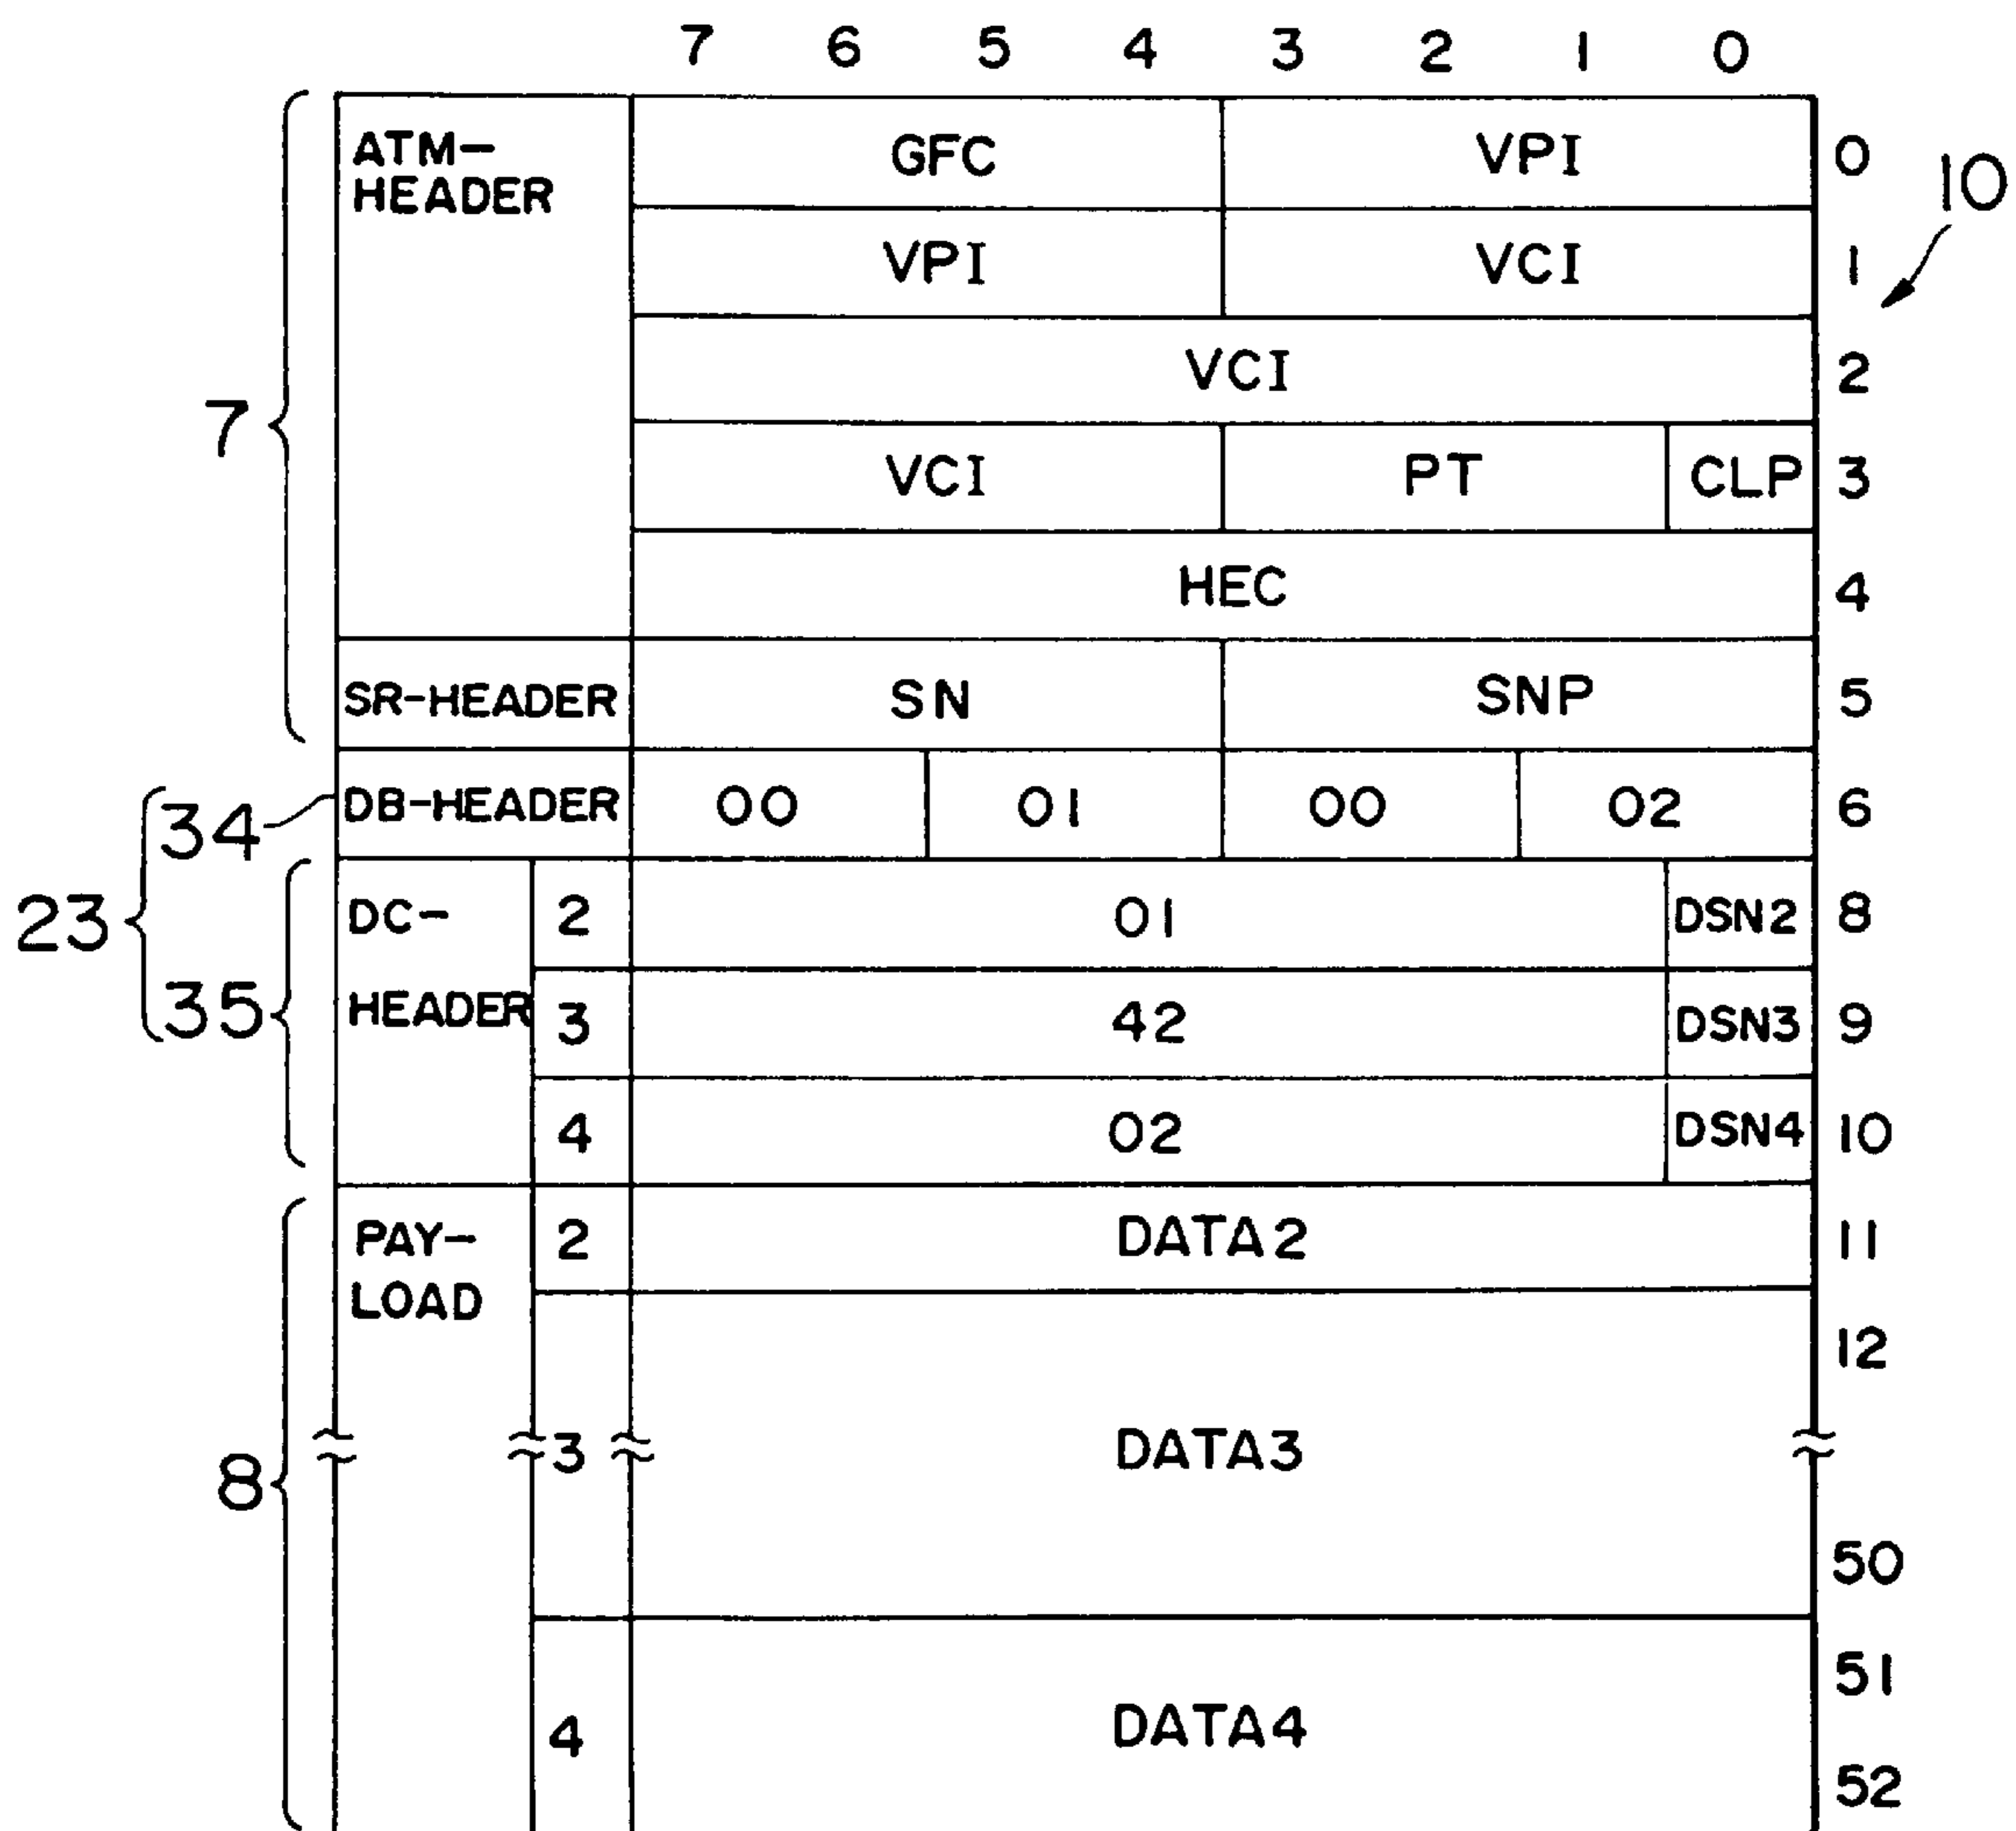 7 6 5 4 3 2 1 0
ATM- GFC VPI 0
HEADER
10
VPI VCI 1
VCI 2
7
VCI PT CLP 3
HEC 4
SR-HEADER SN SNP 5
34 DB-HEADER 00 01 00 02 6
23
35
DC- 2 01 DSN2 8
HEADER 3 42 DSN3 9
4 02 DSN4 10
PAY- 2 DATA2 11
LOAD
12
8
3 DATA3
50
51
4 DATA4
52